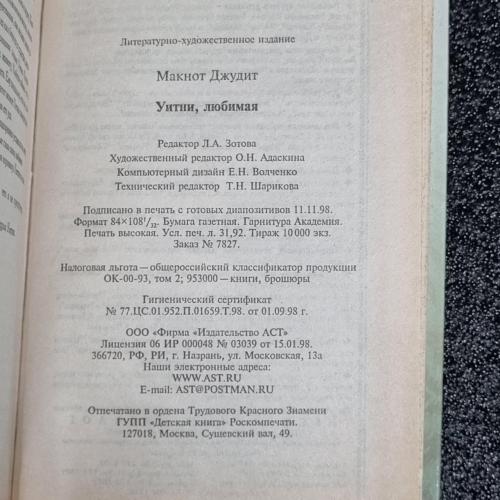 Литературно-художественное издание
Макнот Джудит
Уитни, любимая
Редактор Л.А. Зотова
Художественный редактор О.Н. Адаскина
Компьютерный дизайн Е.Н. Волченко
Технический редактор Т.Н. Шарикова
Подписано в печать с готовых диапозитивов 11.11.98.
Формат 84×108¹/₃₂. Бумага газетная. Гарнитура Академия.
Печать высокая. Усл. печ. л. 31,92. Тираж 10 000 экз.
Заказ № 7827.
Налоговая льгота — общероссийский классификатор продукции
ОК-00-93, том 2; 953000 — книги, брошюры
Гигиенический сертификат
№ 77.ЦС.01.952.П.01659.Т.98. от 01.09.98 г.
ООО «Фирма «Издательство АСТ»
Лицензия 06 ИР 000048 № 03039 от 15.01.98.
366720, РФ, РИ, г. Назрань, ул. Московская, 13а
Наши электронные адреса:
WWW.AST.RU
E-mail: AST@POSTMAN.RU
Отпечатано в ордена Трудового Красного Знамени
ГУПП «Детская книга» Роскомпечати.
127018, Москва, Сущевский вал, 49.